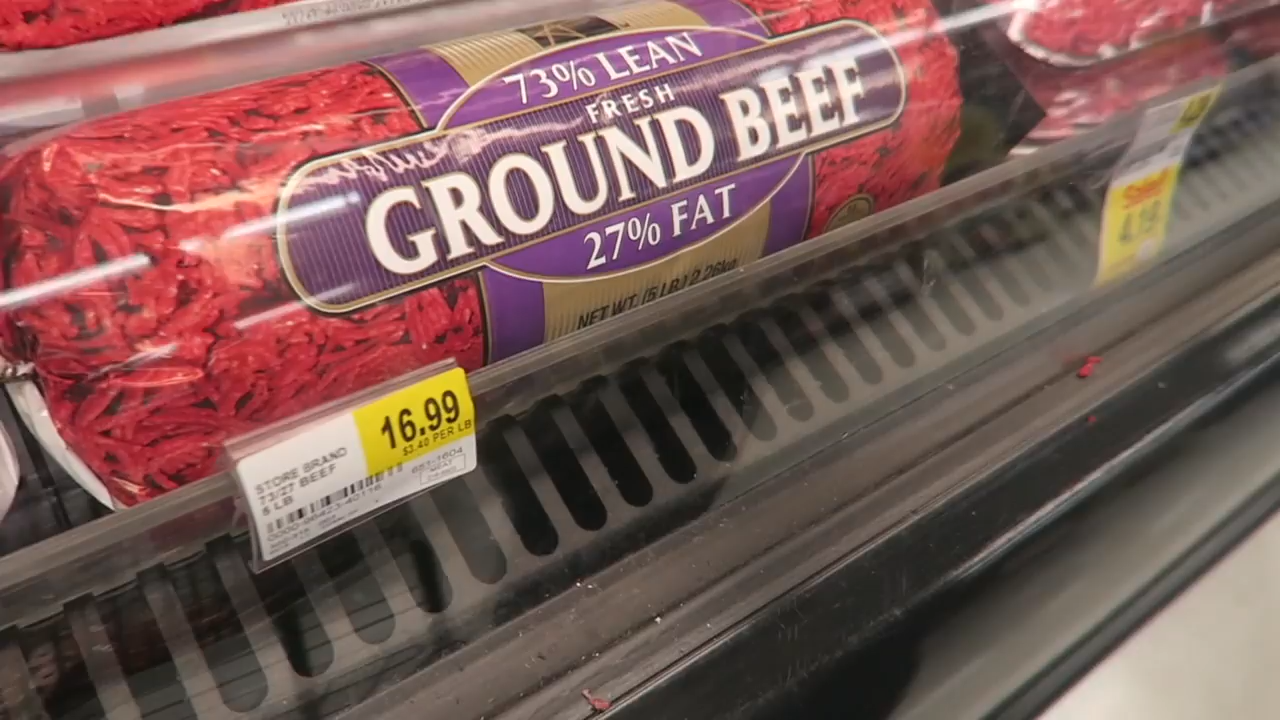 73% LEAN
FRESH
GROUND BEEF
27% FAT
NET WT. (5 LB) 2.26kg
16.99
$3.40 PER LB
STORE BRAND
73/27 BEEF
5 LB
MEAT